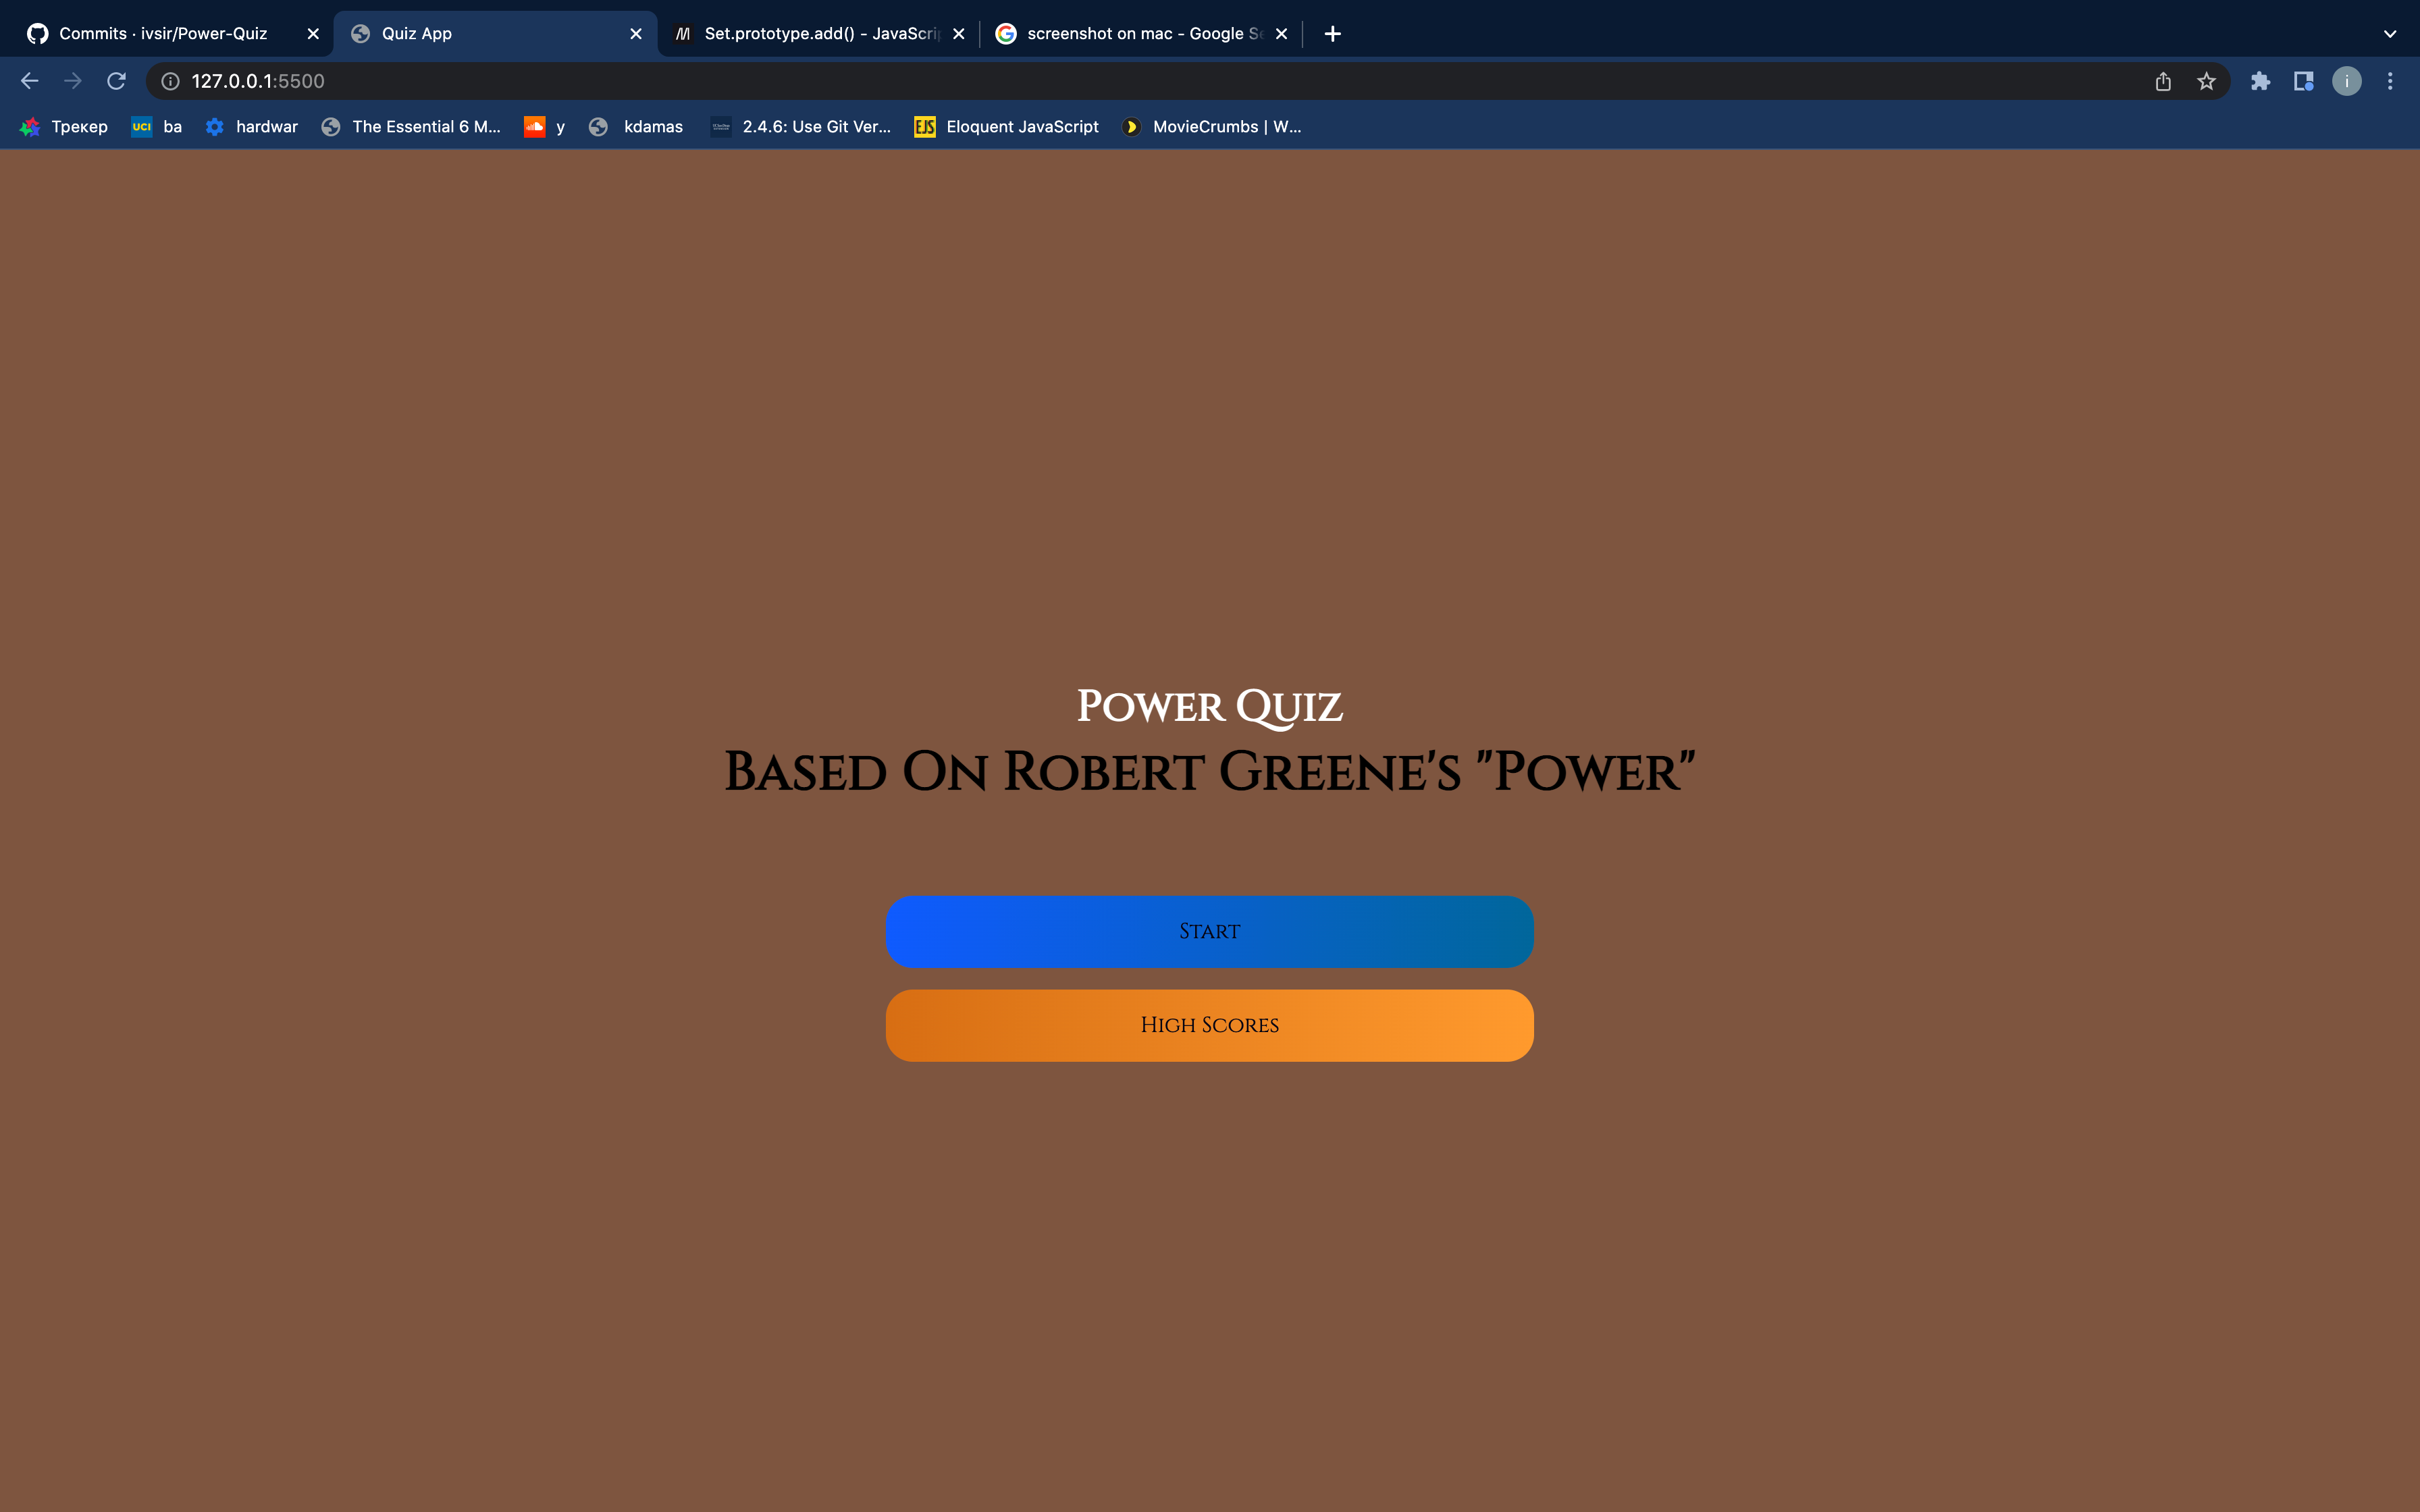 Commits · ivsir/Power-Quiz
Quiz App
Set.prototype.add() - JavaScri
screenshot on mac - Google Se
127.0.0.1:5500
i
Трекер
UCI ba
hardwar
The Essential 6 M...
y
kdamas
2.4.6: Use Git Ver...
EJS Eloquent JavaScript
MovieCrumbs | W...
Power Quiz
Based On Robert Greene's "Power"
Start
High Scores